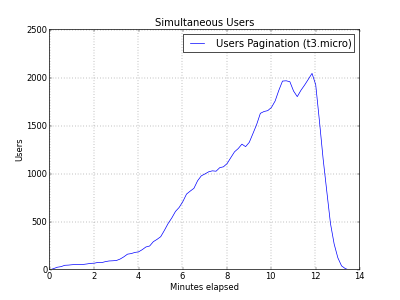 Simultaneous Users
Users Pagination (t3.micro)
2500
2000
1500
1000
500
0
Users
0 2 4 6 8 10 12 14
Minutes elapsed